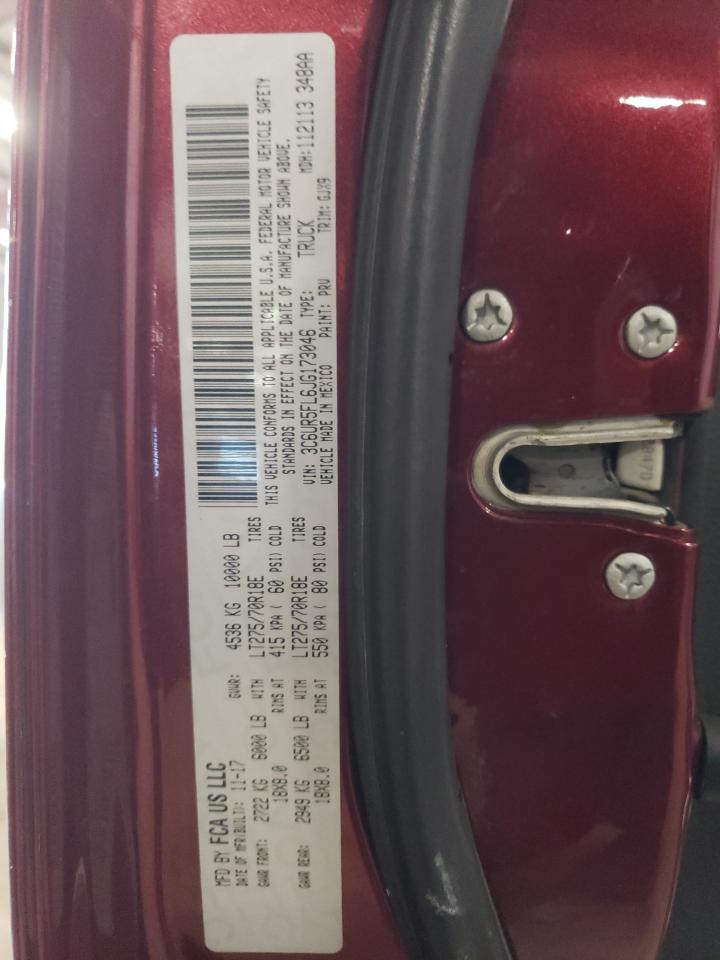 MFD BY FCA US LLC
DATE OF MFR(BUILT): 11-17 GVWR: 4536 KG 10000 LB
GAWR FRONT: 2722 KG 6000 LB WITH LT275/70R18E TIRES
18X8.0 RIMS AT 415 KPA ( 60 PSI) COLD
GAWR REAR: 2949 KG 6500 LB WITH LT275/70R18E TIRES
18X8.0 RIMS AT 550 KPA ( 80 PSI) COLD
THIS VEHICLE CONFORMS TO ALL APPLICABLE U.S.A. FEDERAL MOTOR VEHICLE SAFETY
STANDARDS IN EFFECT ON THE DATE OF MANUFACTURE SHOWN ABOVE.
VIN: 3C6UR5FL6JG173046 TYPE: TRUCK MDH: 112113 348AA
VEHICLE MADE IN MEXICO PAINT: PRV TRIM: GJX9